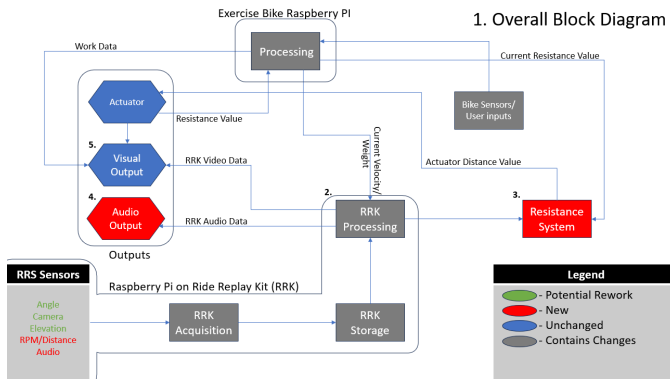 Exercise Bike Raspberry PI
1. Overall Block Diagram
Work Data
Processing
Current Resistance Value
Actuator
Bike Sensors/
User inputs
Resistance Value
5.
Visual
Output
RRK Video Data
Current Velocity/
Weight
Actuator Distance Value
4.
Audio
Output
RRK Audio Data
2.
RRK
Processing
3.
Resistance
System
Outputs
RRS Sensors
Angle
Camera
Elevation
RPM/Distance
Audio
Raspberry Pi on Ride Replay Kit (RRK)
RRK
Acquisition
RRK
Storage
Legend
- Potential Rework
- New
- Unchanged
- Contains Changes